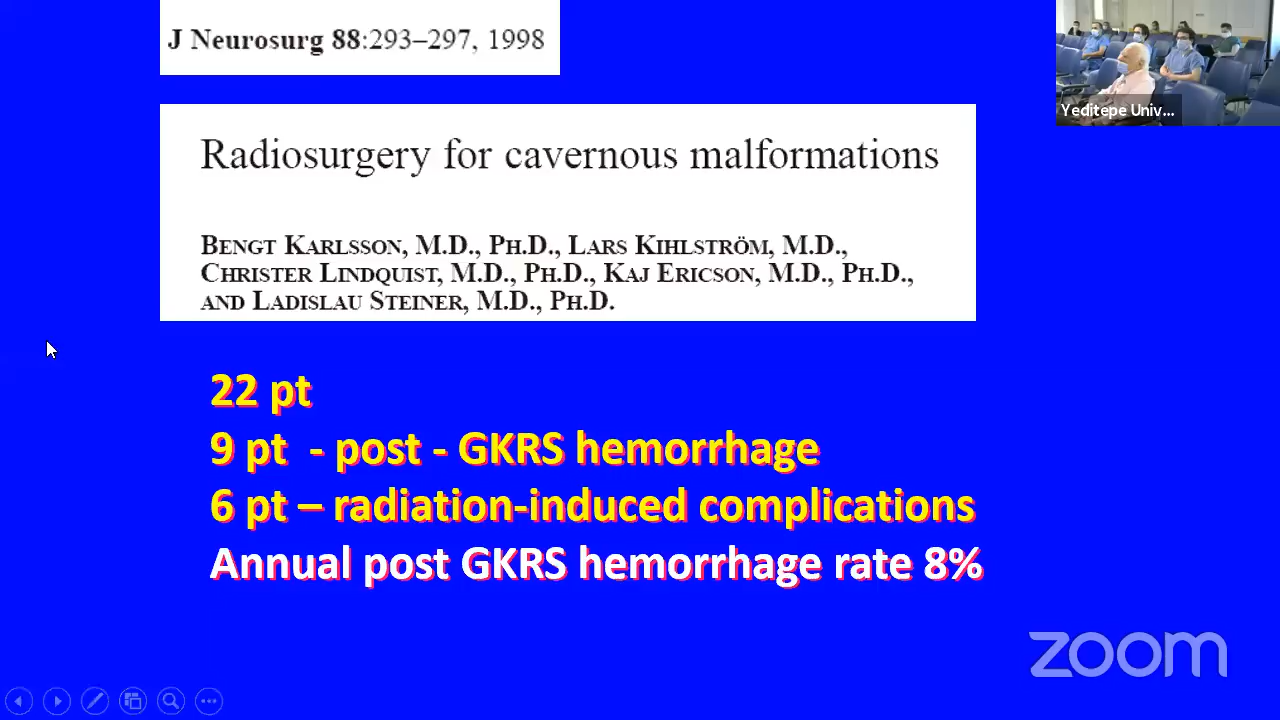 J Neurosurg 88:293–297, 1998
Yeditepe Univ...
Radiosurgery for cavernous malformations
BENGT KARLSSON, M.D., PH.D., LARS KIHLSTRÖM, M.D.,
CHRISTER LINDQUIST, M.D., PH.D., KAJ ERICSON, M.D., PH.D.,
AND LADISLAU STEINER, M.D., PH.D.
22 pt
9 pt - post - GKRS hemorrhage
6 pt – radiation-induced complications
Annual post GKRS hemorrhage rate 8%
zoom